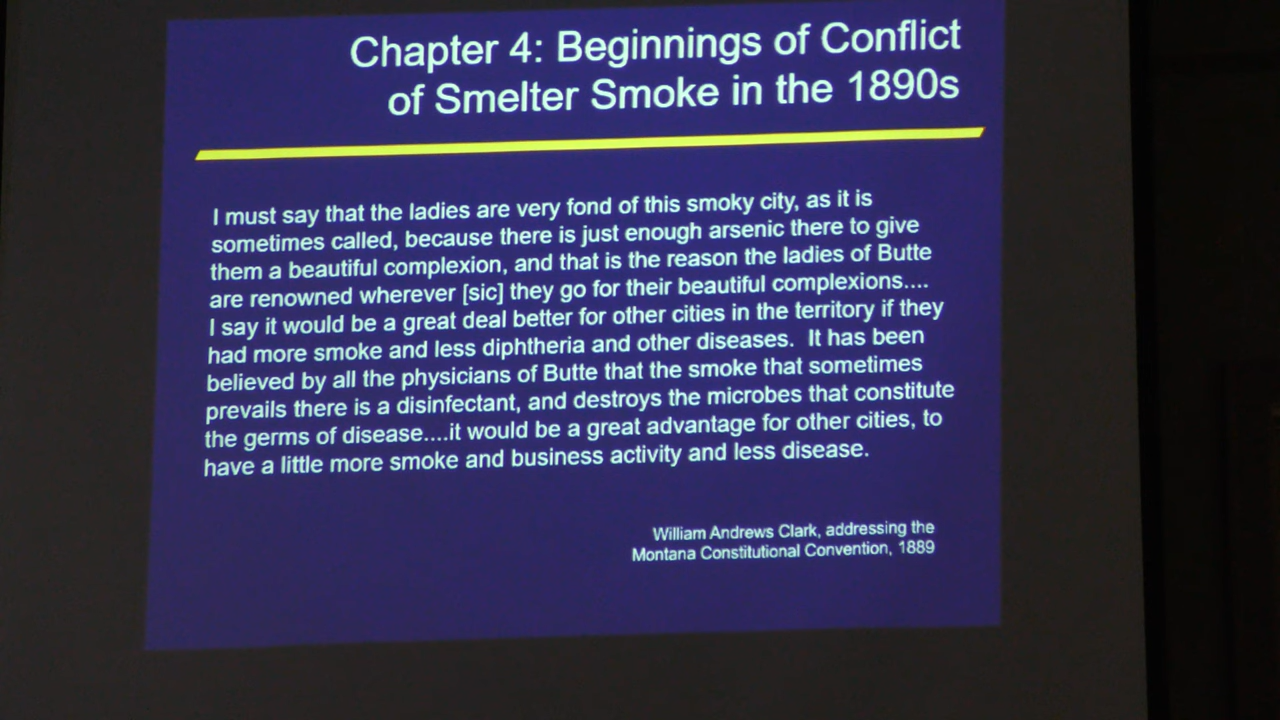 Chapter 4: Beginnings of Conflict
of Smelter Smoke in the 1890s
I must say that the ladies are very fond of this smoky city, as it is
sometimes called, because there is just enough arsenic there to give
them a beautiful complexion, and that is the reason the ladies of Butte
are renowned wherever [sic] they go for their beautiful complexions....
I say it would be a great deal better for other cities in the territory if they
had more smoke and less diphtheria and other diseases. It has been
believed by all the physicians of Butte that the smoke that sometimes
prevails there is a disinfectant, and destroys the microbes that constitute
the germs of disease....it would be a great advantage for other cities, to
have a little more smoke and business activity and less disease.
William Andrews Clark, addressing the
Montana Constitutional Convention, 1889